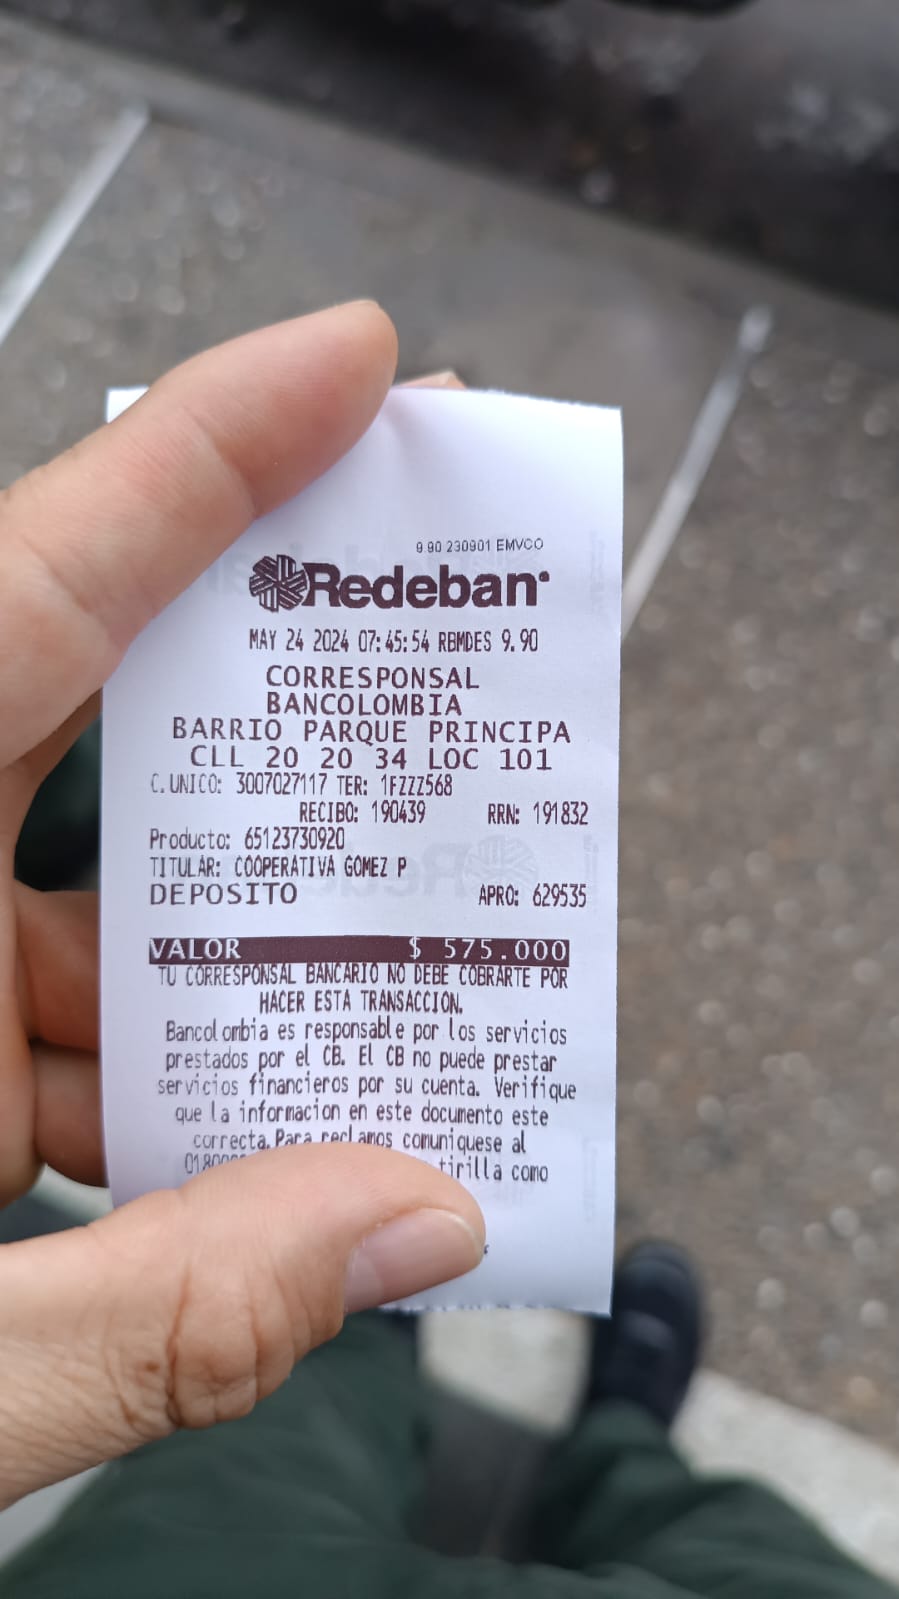 9.90 230901 EMVCO
Redeban
MAY 24 2024 07:45:54 RBMDES 9.90
CORRESPONSAL
BANCOLOMBIA
BARRIO PARQUE PRINCIPA
CLL 20 20 34 LOC 101
C.UNICO: 3007027117 TER: 1FZZZ568
RECIBO: 190439 RRN: 191832
Producto: 65123730920
TITULAR: COOPERATIVA GOMEZ P
DEPOSITO APRO: 629535
VALOR $ 575.000
TU CORRESPONSAL BANCARIO NO DEBE COBRARTE POR
HACER ESTA TRANSACCION.
Bancolombia es responsable por los servicios
prestados por el CB. El CB no puede prestar
servicios financieros por su cuenta. Verifique
que la informacion en este documento este
correcta. Para reclamos comuniquese al
tirilla como